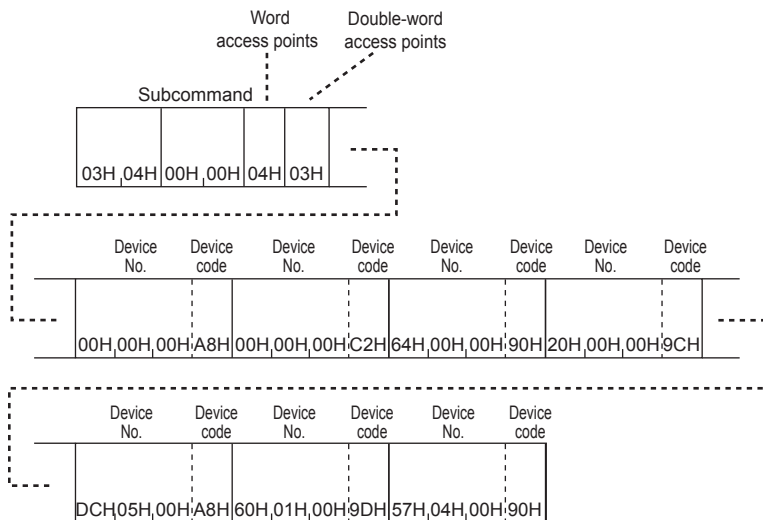 Word access points
Double-word access points
Subcommand
03H 04H 00H 00H 04H 03H
Device No. Device code Device No. Device code Device No. Device code Device No. Device code
00H 00H 00H A8H 00H 00H 00H C2H 64H 00H 00H 90H 20H 00H 00H 9CH
Device No. Device code Device No. Device code Device No. Device code
DCH 05H 00H A8H 60H 01H 00H 9DH 57H 04H 00H 90H